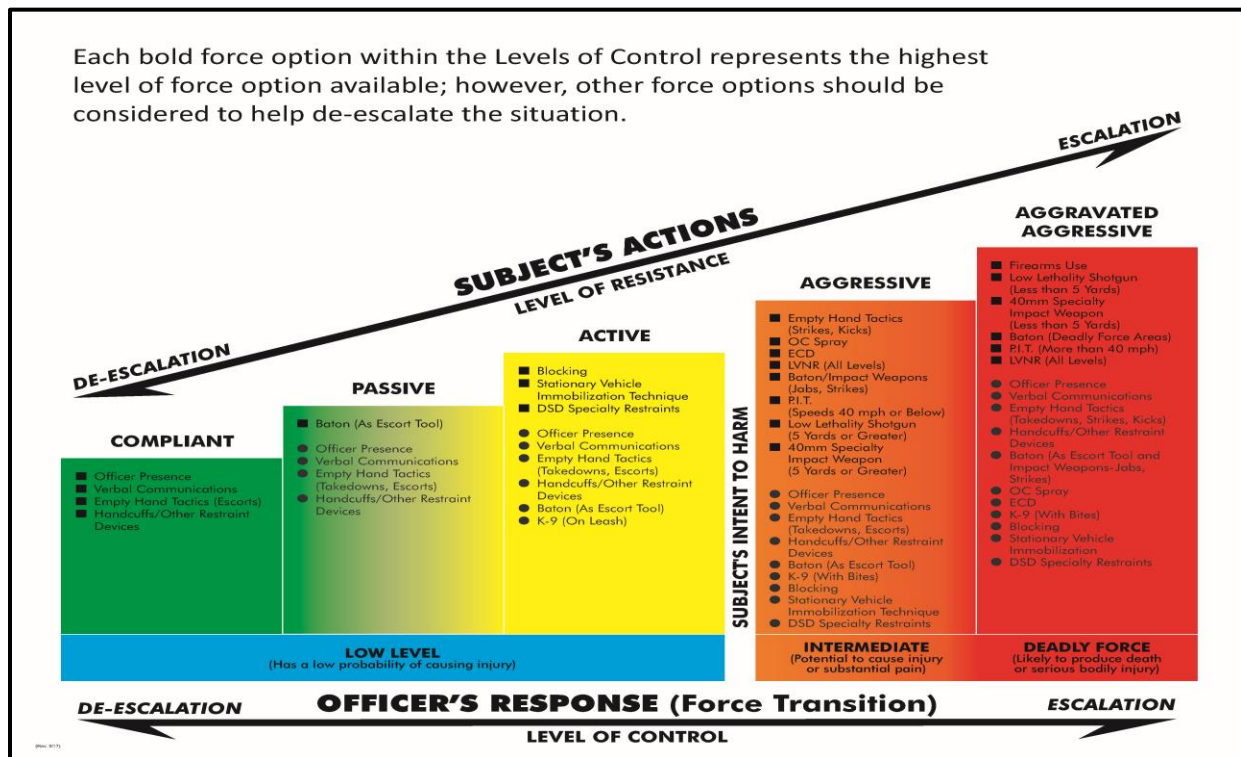 Each bold force option within the Levels of Control represents the highest
level of force option available; however, other force options should be
considered to help de-escalate the situation.
ESCALATION
SUBJECT'S ACTIONS
LEVEL OF RESISTANCE
DE-ESCALATION
COMPLIANT
■ Officer Presence
■ Verbal Communications
■ Empty Hand Tactics (Escorts)
■ Handcuffs/Other Restraint
Devices
PASSIVE
■ Baton (As Escort Tool)
● Officer Presence
● Verbal Communications
● Empty Hand Tactics
(Takedowns, Escorts)
● Handcuffs/Other Restraint
Devices
ACTIVE
■ Blocking
■ Stationary Vehicle
Immobilization Technique
■ DSD Specialty Restraints
● Officer Presence
● Verbal Communications
● Empty Hand Tactics
(Takedowns, Escorts)
● Handcuffs/Other Restraint
Devices
● Baton (As Escort Tool)
● K-9 (On Leash)
SUBJECT'S INTENT TO HARM
AGGRESSIVE
■ Empty Hand Tactics
(Strikes, Kicks)
■ OC Spray
■ ECD
■ LVNR (All Levels)
■ Baton/Impact Weapons
(Jabs, Strikes)
■ P.I.T.
(Speeds 40 mph or Below)
■ Low Lethality Shotgun
(5 Yards or Greater)
■ 40mm Specialty
Impact Weapon
(5 Yards or Greater)
● Officer Presence
● Verbal Communications
● Empty Hand Tactics
(Takedowns, Escorts)
● Handcuffs/Other Restraint
Devices
● Baton (As Escort Tool)
● K-9 (With Bites)
● Blocking
● Stationary Vehicle
Immobilization Technique
● DSD Specialty Restraints
AGGRAVATED
AGGRESSIVE
■ Firearms Use
■ Low Lethality Shotgun
(Less than 5 Yards)
■ 40mm Specialty
Impact Weapon
(Less than 5 Yards)
■ Baton (Deadly Force Areas)
■ P.I.T. (More than 40 mph)
■ LVNR (All Levels)
● Officer Presence
● Verbal Communications
● Empty Hand Tactics
(Takedowns, Strikes, Kicks)
● Handcuffs/Other Restraint
Devices
● Baton (As Escort Tool and
Impact Weapons-Jabs,
Strikes)
● OC Spray
● ECD
● K-9 (With Bites)
● Blocking
● Stationary Vehicle
Immobilization
● DSD Specialty Restraints
LOW LEVEL
(Has a low probability of causing injury)
INTERMEDIATE
(Potential to cause injury
or substantial pain)
DEADLY FORCE
(Likely to produce death
or serious bodily injury)
DE-ESCALATION
OFFICER'S RESPONSE (Force Transition)
ESCALATION
LEVEL OF CONTROL